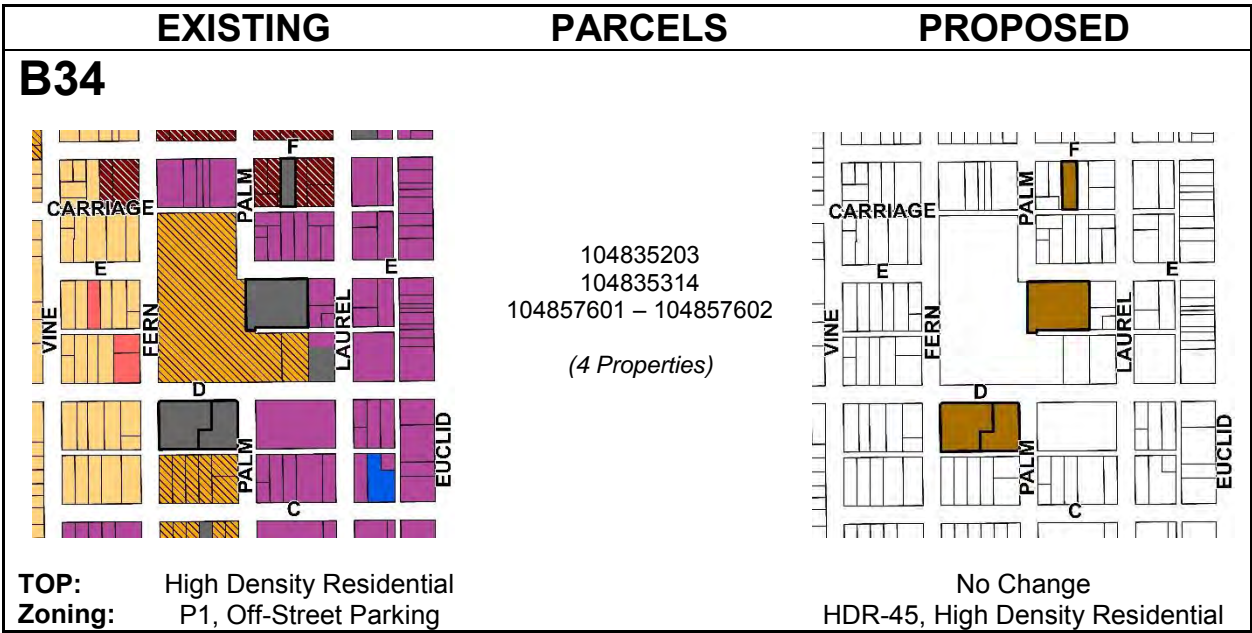 EXISTING PARCELS PROPOSED
B34
F
PALM
CARRIAGE
E
E
VINE
FERN
LAUREL
D
PALM
EUCLID
C
104835203
104835314
104857601 – 104857602
(4 Properties)
F
PALM
CARRIAGE
E
E
VINE
FERN
LAUREL
D
PALM
EUCLID
C
TOP: High Density Residential No Change
Zoning: P1, Off-Street Parking HDR-45, High Density Residential